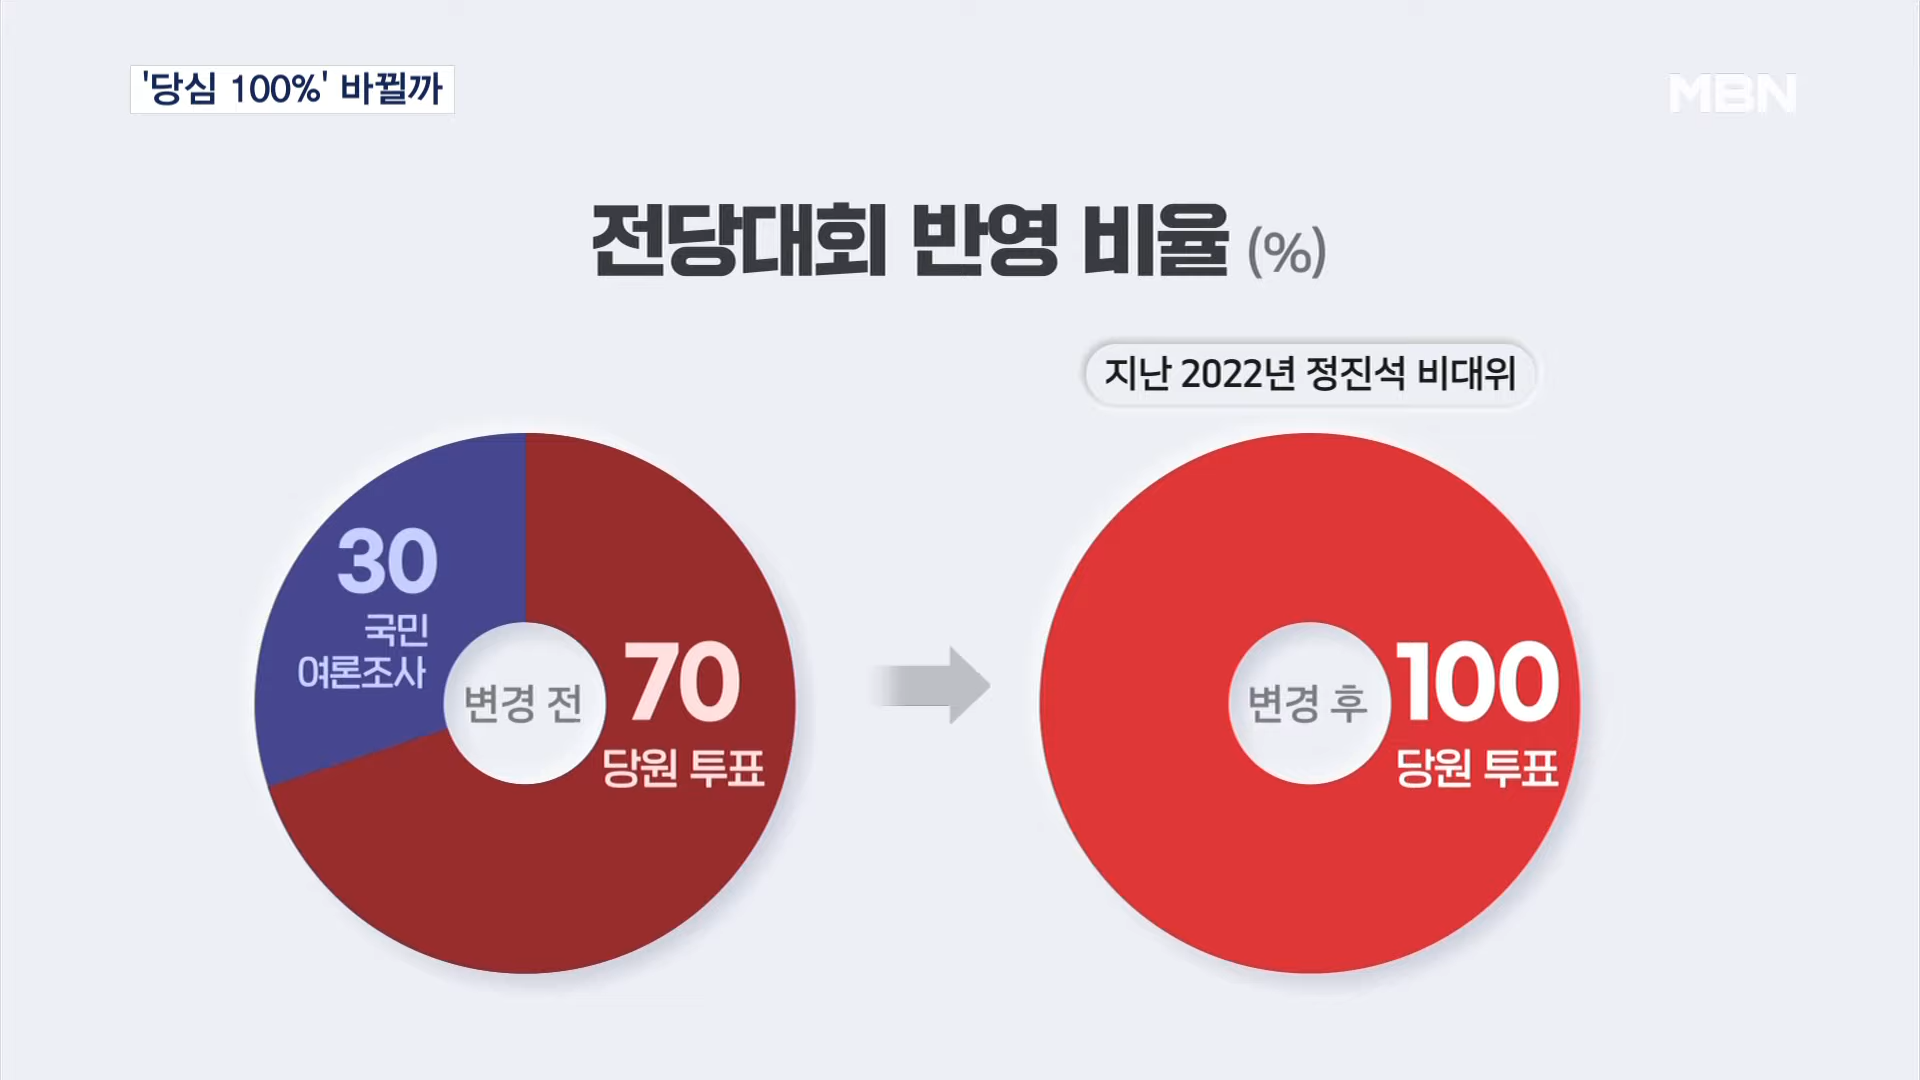 '당심 100%' 바뀔까
MBN
전당대회 반영 비율 (%)
지난 2022년 정진석 비대위
30
국민
여론조사
변경 전
70
당원 투표
변경 후
100
당원 투표